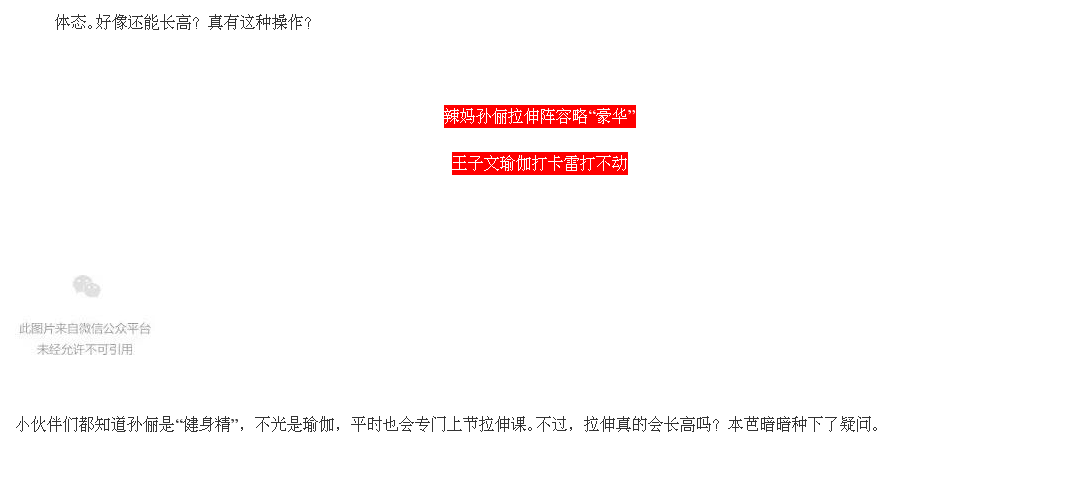 体态。好像还能长高？真有这种操作？
辣妈孙俪拉伸阵容略“豪华”
王子文瑜伽打卡雷打不动
此图片来自微信公众平台
未经允许不可引用
小伙伴们都知道孙俪是“健身精”，不光是瑜伽，平时也会专门上节拉伸课。不过，拉伸真的会长高吗？本芭暗暗种下了疑问。